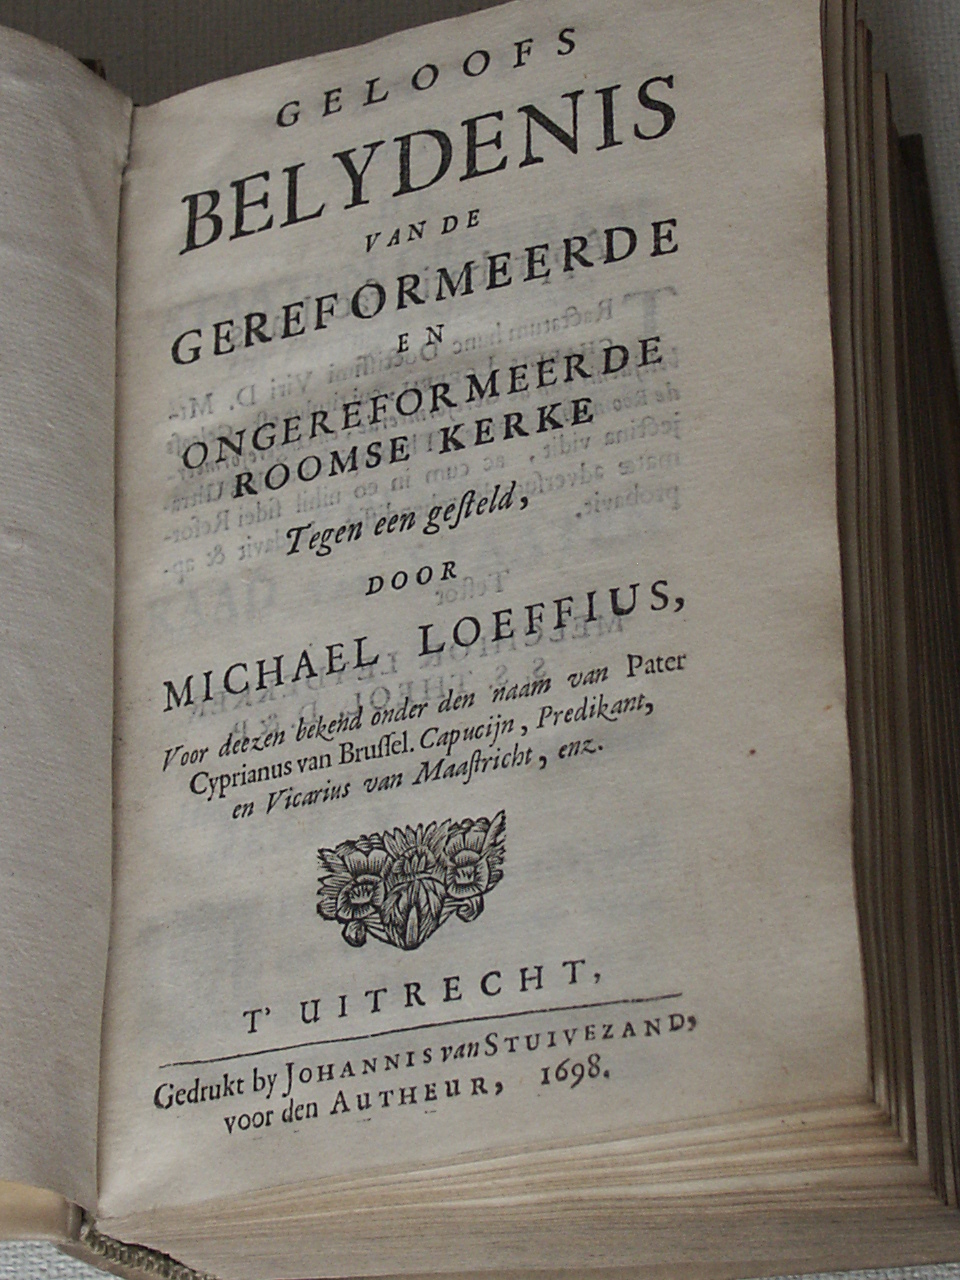 GELOOFS
BELYDENIS
VAN DE
GEREFORMEERDE
EN
ONGEREFORMEERDE
ROOMSE KERKE
Tegen een geſteld,
DOOR
MICHAEL LOEFFIUS,
Voor deezen bekend onder den naam van Pater
Cyprianus van Bruſſel. Capucijn, Predikant,
en Vicarius van Maaſtricht, enz.
T' UITRECHT,
Gedrukt by JOHANNIS van STUIVEZAND,
voor den AUTHEUR, 1698.